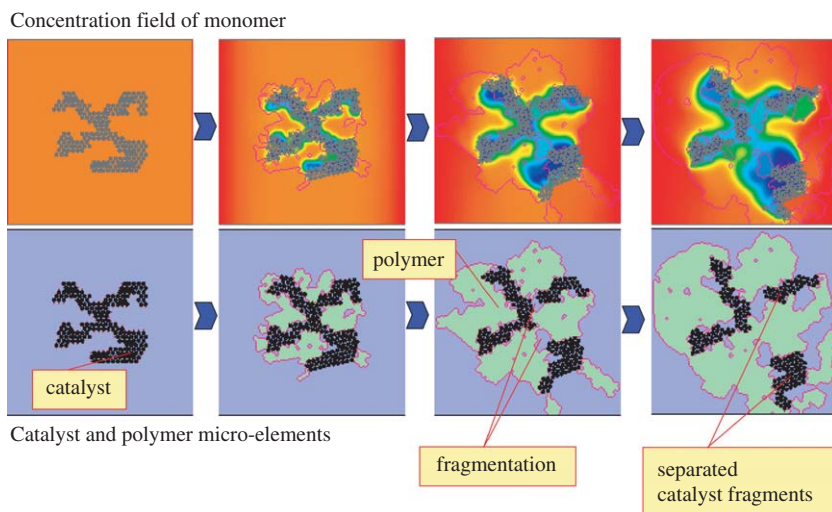 Concentration field of monomer
polymer
catalyst
Catalyst and polymer micro-elements
fragmentation
separated
catalyst fragments